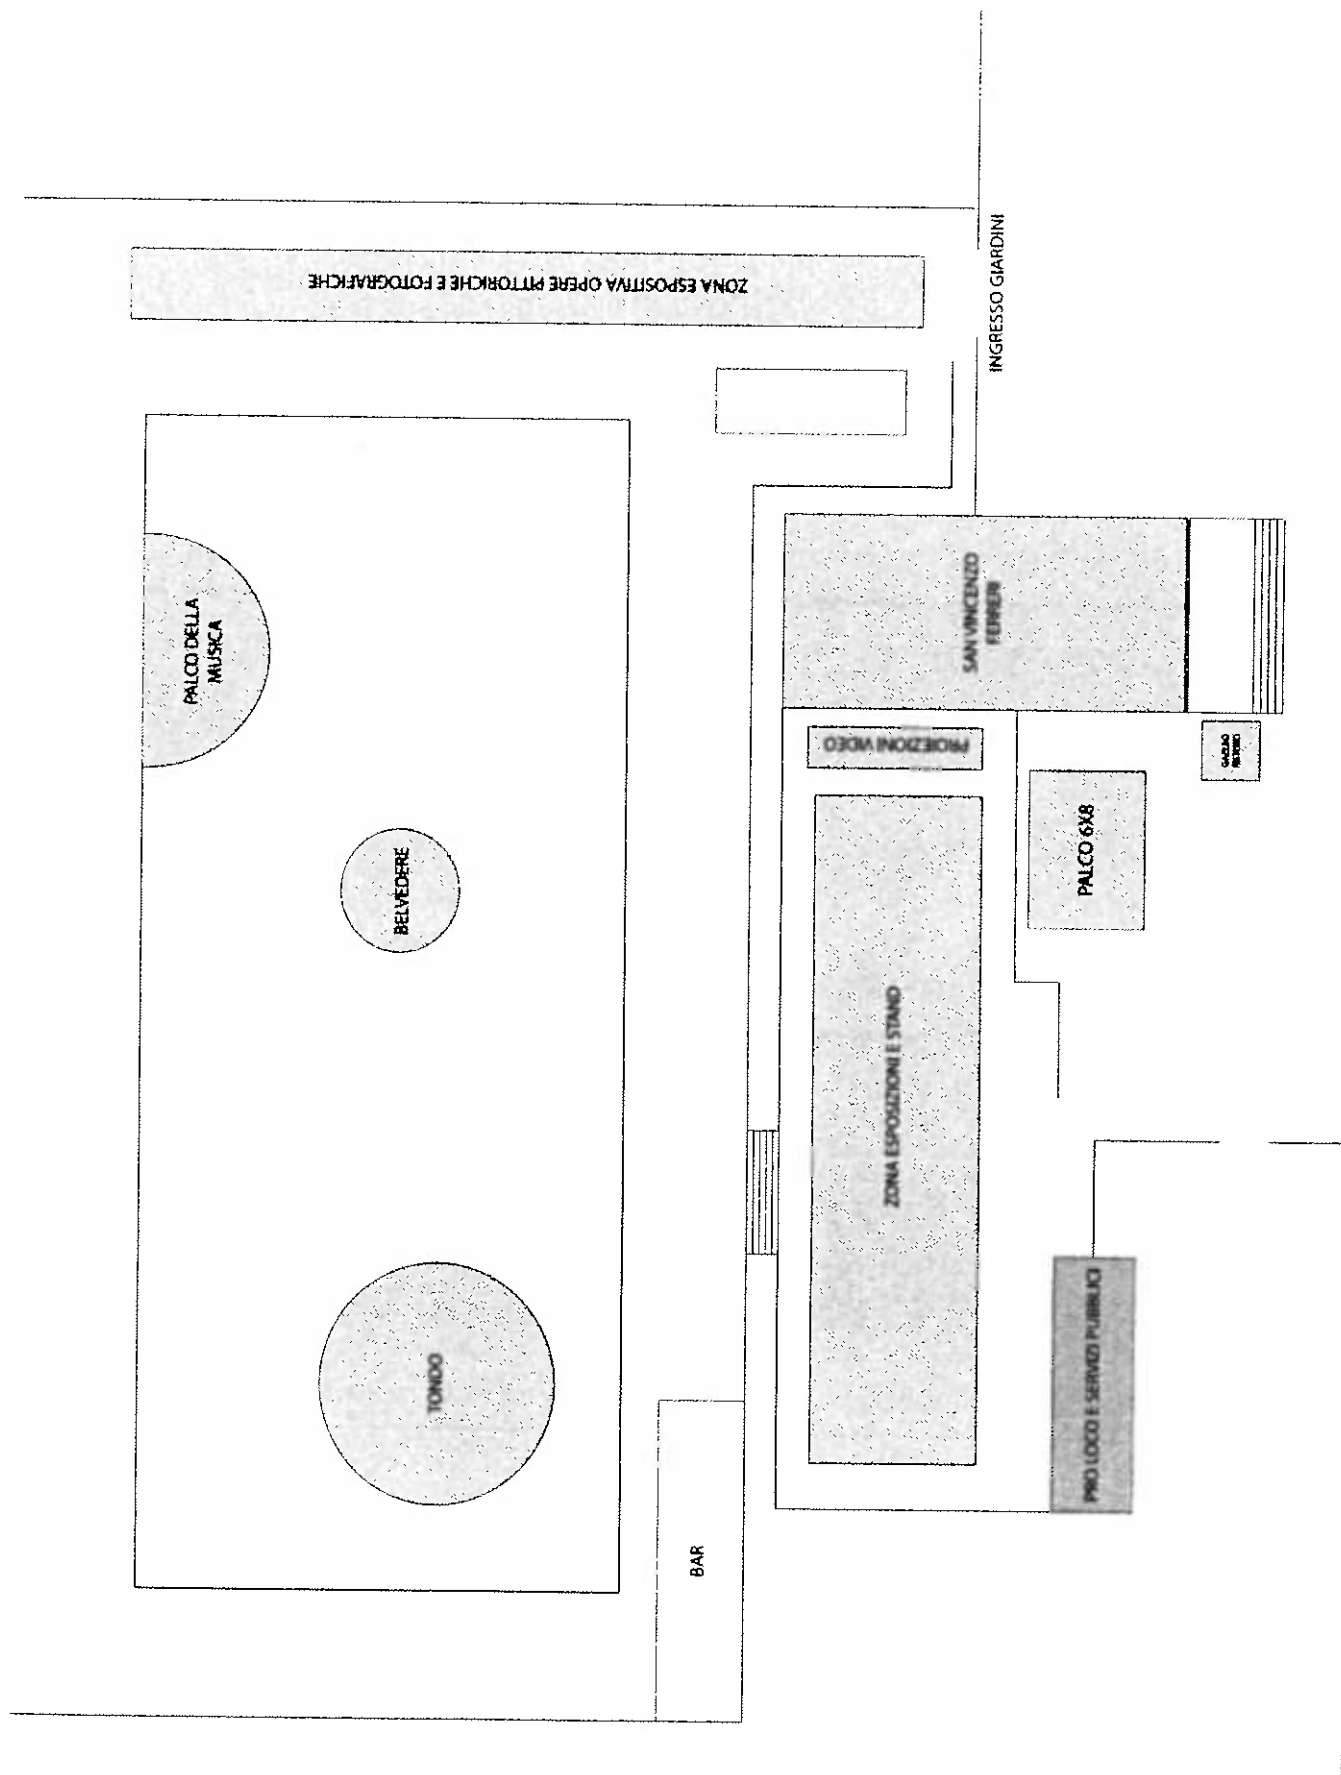 ZONA ESPOSITIVA OPERE PITTORICHE E FOTOGRAFICHE
INGRESSO GIARDINI
PALCO DELLA
MUSICA
SAN VINCENZO
FERRERI
PROIEZIONI VIDEO
PALCO 6X8
BELVEDERE
ZONA ESPOSIZIONI E STAND
TONDO
PRO LOCO E SERVIZI PUBBLICI
BAR